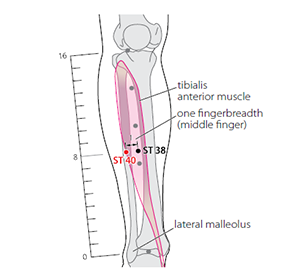 16
tibialis
anterior muscle
one fingerbreadth
(middle finger)
ST 38
8
ST 40
lateral malleolus
0